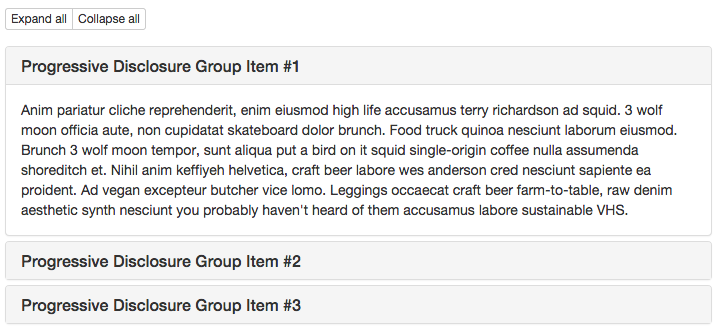 Expand all Collapse all
Progressive Disclosure Group Item #1
Anim pariatur cliche reprehenderit, enim eiusmod high life accusamus terry richardson ad squid. 3 wolf
moon officia aute, non cupidatat skateboard dolor brunch. Food truck quinoa nesciunt laborum eiusmod.
Brunch 3 wolf moon tempor, sunt aliqua put a bird on it squid single-origin coffee nulla assumenda
shoreditch et. Nihil anim keffiyeh helvetica, craft beer labore wes anderson cred nesciunt sapiente ea
proident. Ad vegan excepteur butcher vice lomo. Leggings occaecat craft beer farm-to-table, raw denim
aesthetic synth nesciunt you probably haven't heard of them accusamus labore sustainable VHS.
Progressive Disclosure Group Item #2
Progressive Disclosure Group Item #3